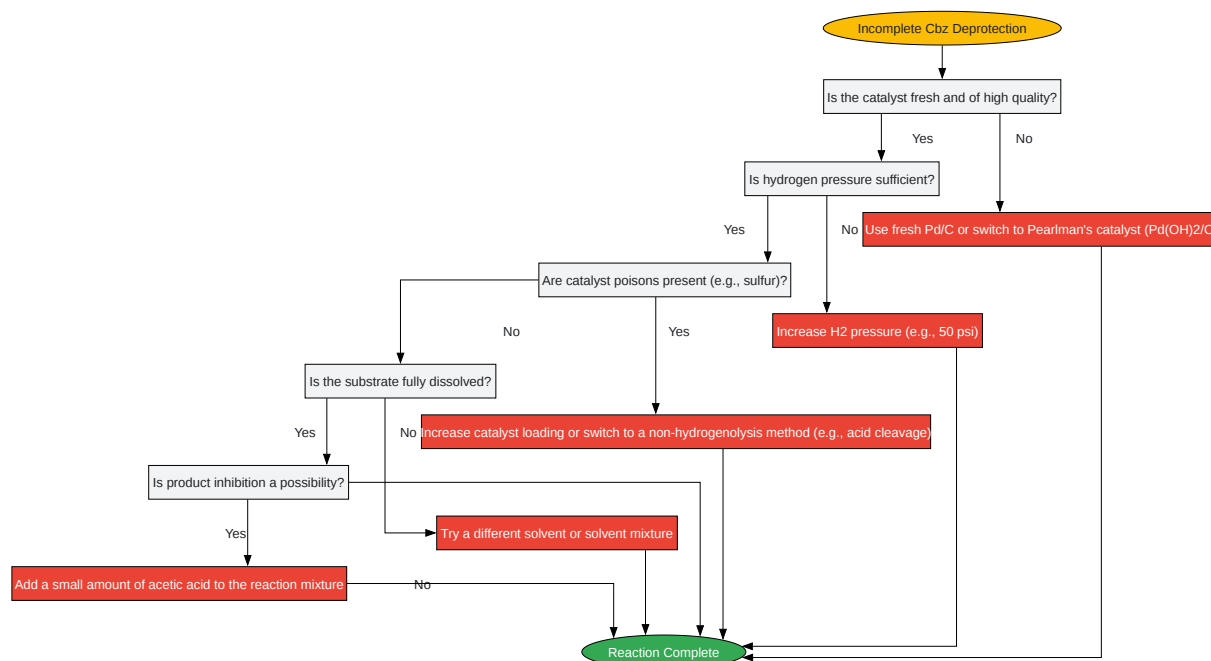 Incomplete Cbz Deprotection
Is the catalyst fresh and of high quality?
Yes
No
Is hydrogen pressure sufficient?
Yes
No
Use fresh Pd/C or switch to Pearlman's catalyst (Pd(OH)2/C
Are catalyst poisons present (e.g., sulfur)?
No
Yes
Increase H2 pressure (e.g., 50 psi)
Is the substrate fully dissolved?
Yes
No
Increase catalyst loading or switch to a non-hydrogenolysis method (e.g., acid cleavage)
Is product inhibition a possibility?
Yes
Try a different solvent or solvent mixture
Add a small amount of acetic acid to the reaction mixture
No
Reaction Complete